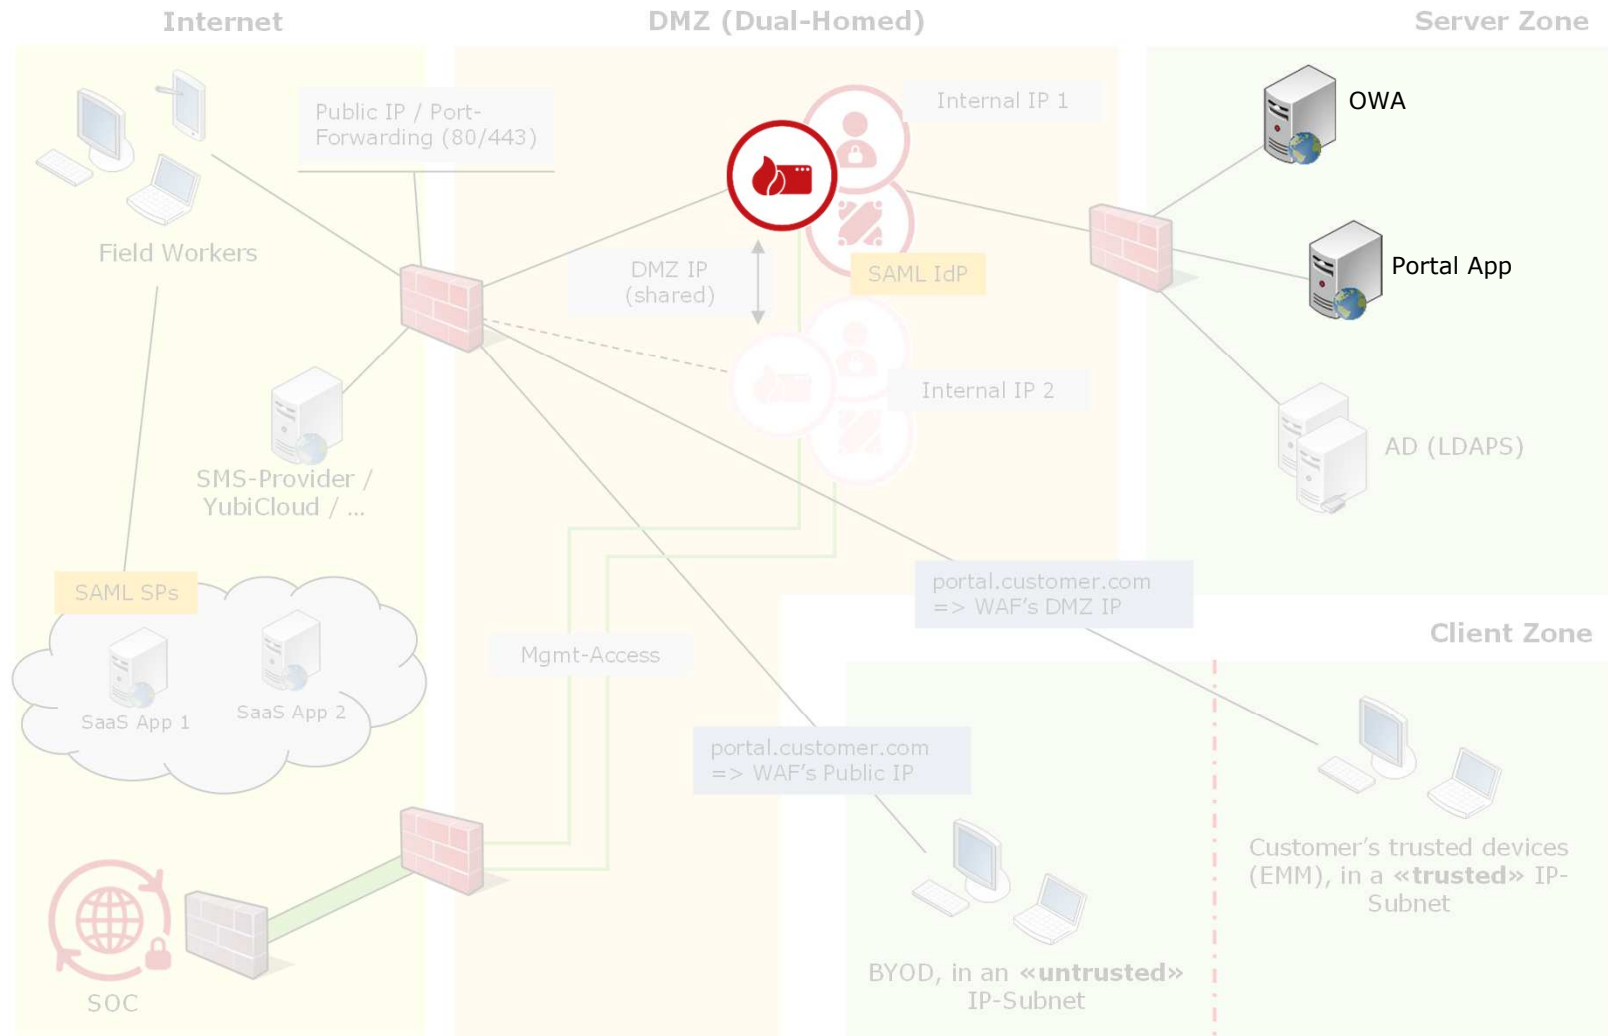 Internet
DMZ (Dual-Homed)
Server Zone
Public IP / Port-
Forwarding (80/443)
Internal IP 1
OWA
Field Workers
DMZ IP
(shared)
SAML IdP
Portal App
Internal IP 2
AD (LDAPS)
SMS-Provider /
YubiCloud / ...
SAML SPs
portal.customer.com
=> WAF's DMZ IP
Client Zone
Mgmt-Access
SaaS App 1
SaaS App 2
portal.customer.com
=> WAF's Public IP
Customer's trusted devices
(EMM), in a «trusted» IP-
Subnet
BYOD, in an «untrusted»
IP-Subnet
SOC